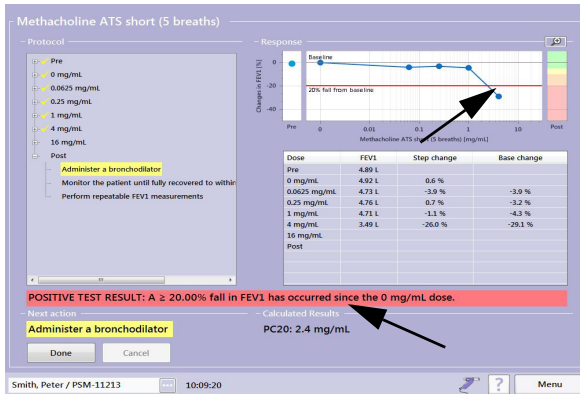 Methacholine ATS short (5 breaths)
Protocol
Pre
0 mg/mL
0.0625 mg/mL
0.25 mg/mL
1 mg/mL
4 mg/mL
16 mg/mL
Post
Administer a bronchodilator
Monitor the patient until fully recovered to within
Perform repeatable FEV1 measurements
Response
Changes in FEV1 [%]
0
-20
-40
Baseline
20% fall from baseline
Pre 0 0.01 0.1 1 10 Post
Methacholine ATS short (5 breaths) [mg/mL]
Dose FEV1 Step change Base change
Pre 4.89 L
0 mg/mL 4.92 L 0.6 %
0.0625 mg/mL 4.73 L -3.9 % -3.9 %
0.25 mg/mL 4.76 L 0.7 % -3.2 %
1 mg/mL 4.71 L -1.1 % -4.3 %
4 mg/mL 3.49 L -26.0 % -29.1 %
16 mg/mL
Post
POSITIVE TEST RESULT: A ≥ 20.00% fall in FEV1 has occurred since the 0 mg/mL dose.
Next action
Administer a bronchodilator
Done Cancel
Calculated Results
PC20: 2.4 mg/mL
Smith, Peter / PSM-11213 ... 10:09:20 ? Menu